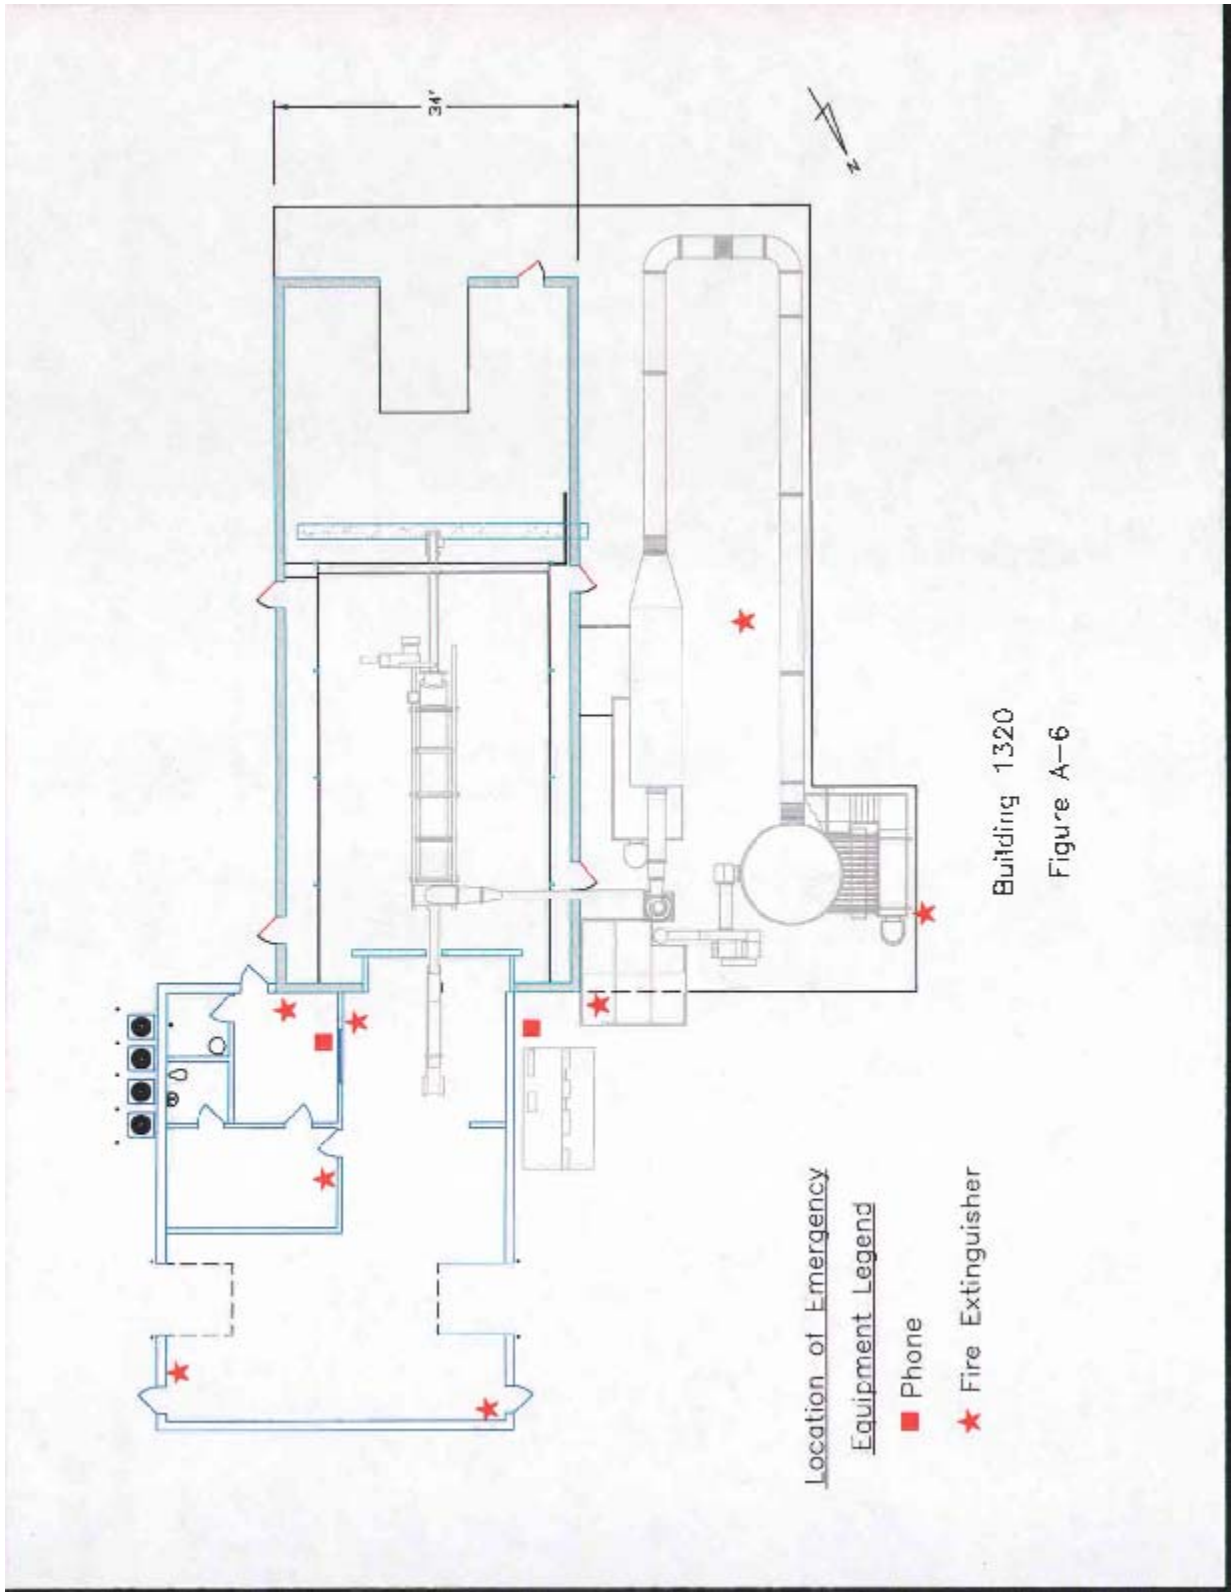 34'
N
Building 1320
Figure A-6
Location of Emergency
Equipment Legend
Phone
Fire Extinguisher